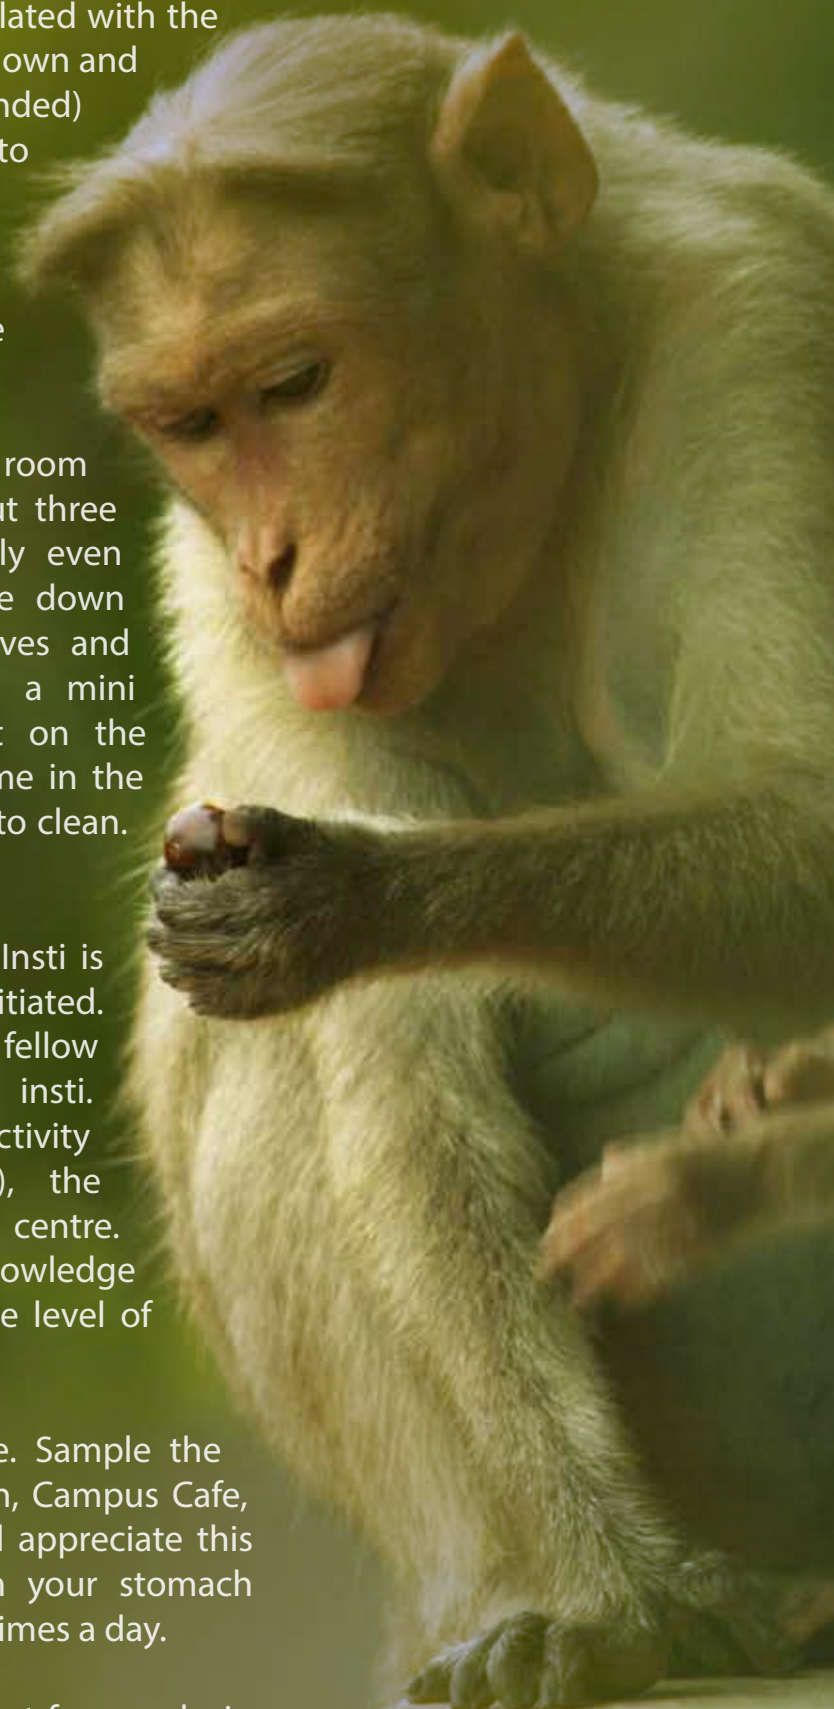 lated with the
own and
nded)
to
e
room
ut three
ly even
e down
ves and
a mini
t on the
me in the
to clean.
Insti is
itiated.
fellow
insti.
ctivity
), the
centre.
owledge
e level of
e. Sample the
n, Campus Cafe,
l appreciate this
n your stomach
imes a day.